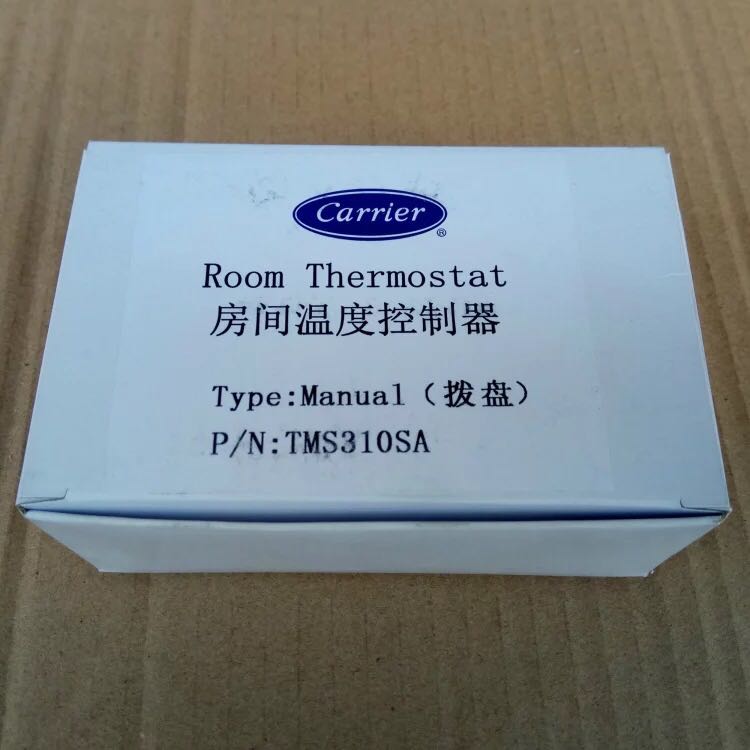 Carrier
®
Room Thermostat
房间温度控制器
Type:Manual（拨盘）
P/N:TMS310SA